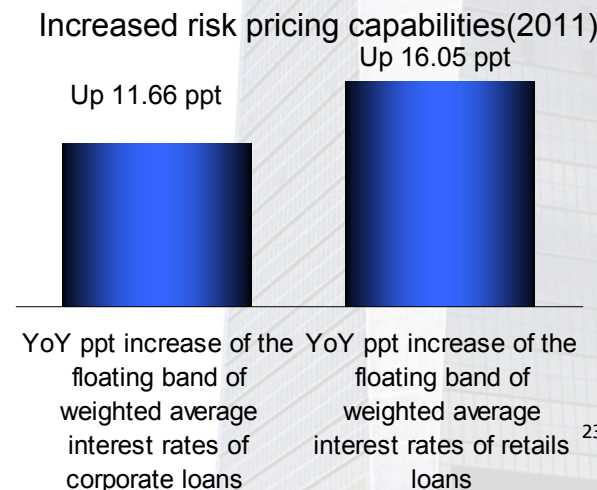 Increased risk pricing capabilities(2011)
Up 16.05 ppt
Up 11.66 ppt
YoY ppt increase of the
floating band of
weighted average
interest rates of
corporate loans
YoY ppt increase of the
floating band of
weighted average
interest rates of retails
loans
23